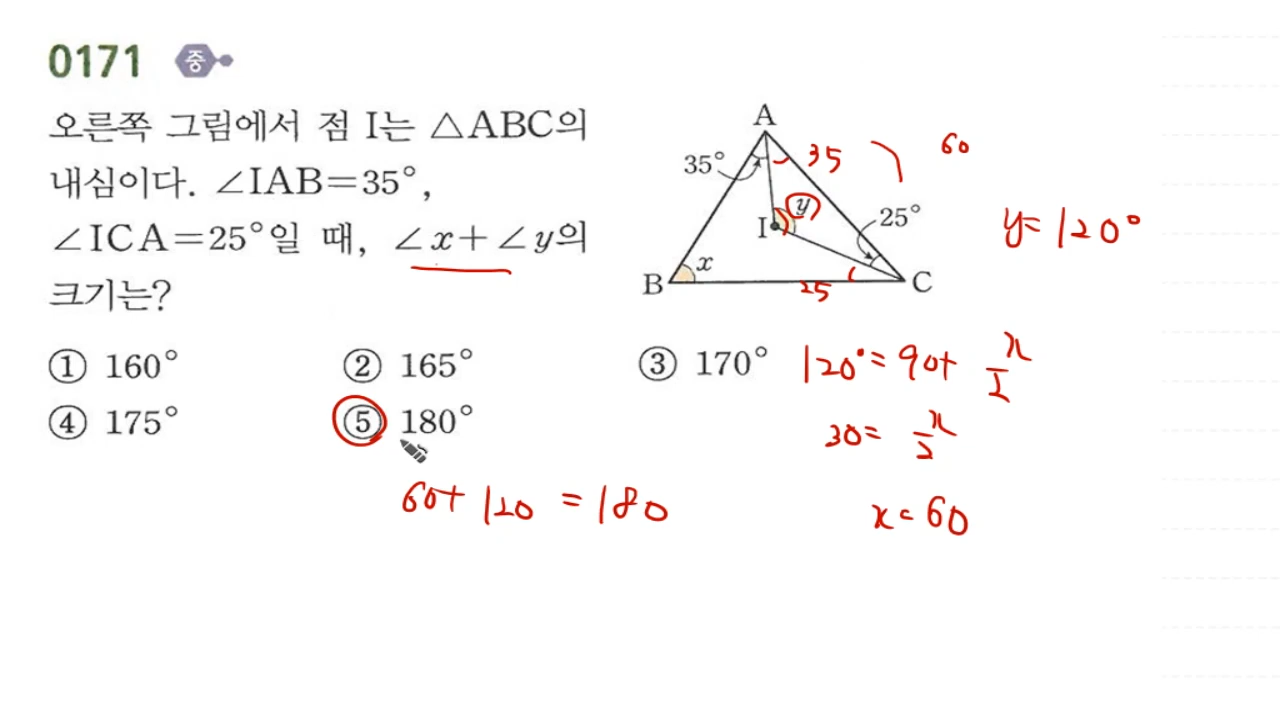 0171 중
오른쪽 그림에서 점 I는 △ABC의
내심이다. ∠IAB=35°,
∠ICA=25°일 때, ∠x+∠y의
크기는?
A
35°
35
60
y
I
25°
y=120°
x
B
25
C
① 160°
② 165°
③ 170°
120°=90+ x/2
④ 175°
⑤ 180°
30= x/2
60+120=180
x=60